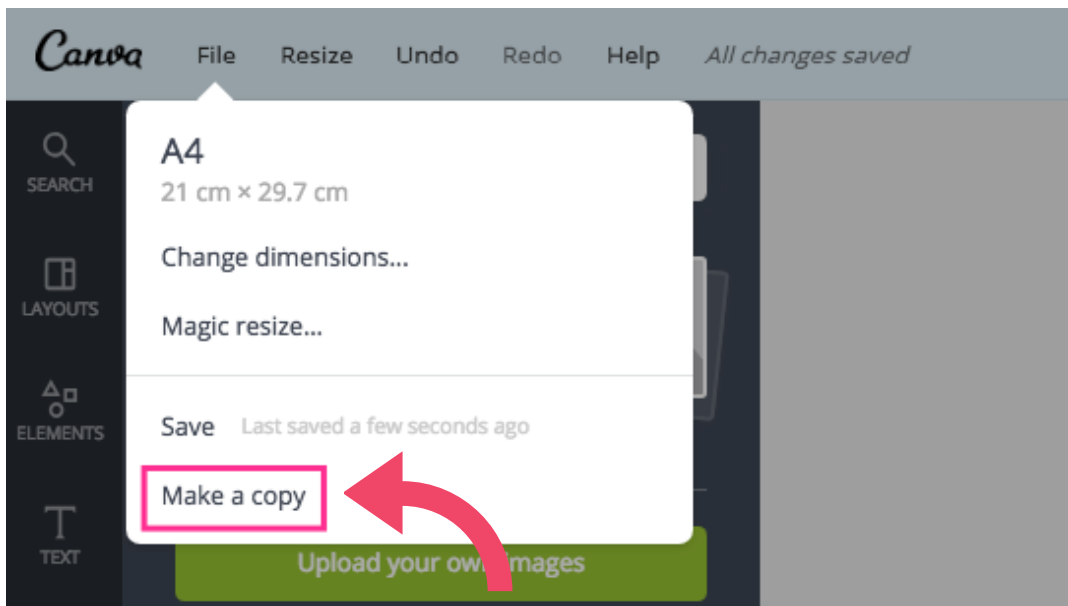 Canva File Resize Undo Redo Help All changes saved
SEARCH
LAYOUTS
ELEMENTS
TEXT
A4
21 cm × 29.7 cm
Change dimensions...
Magic resize...
Save Last saved a few seconds ago
Make a copy
Upload your own images